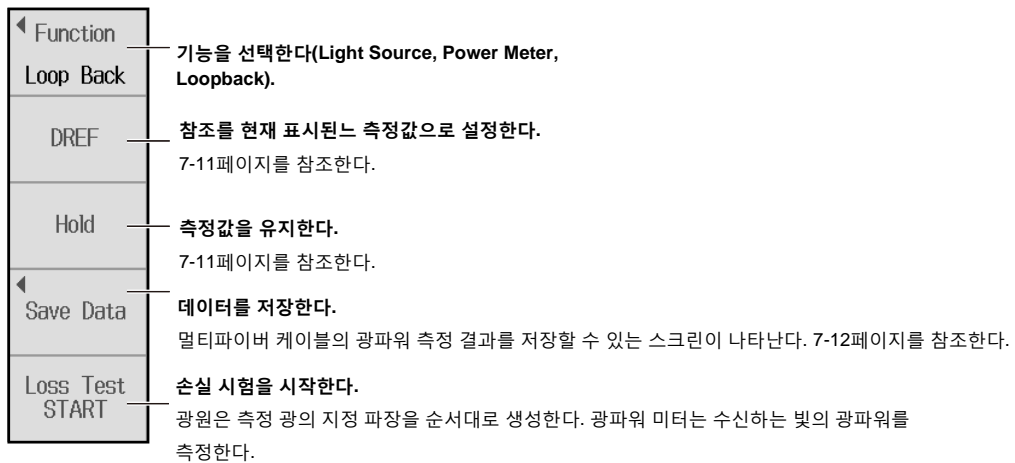 Function
Loop Back
기능을 선택한다(Light Source, Power Meter,
Loopback).
DREF
참조를 현재 표시된느 측정값으로 설정한다.
7-11페이지를 참조한다.
Hold
측정값을 유지한다.
7-11페이지를 참조한다.
Save Data
데이터를 저장한다.
멀티파이버 케이블의 광파워 측정 결과를 저장할 수 있는 스크린이 나타난다. 7-12페이지를 참조한다.
Loss Test
START
손실 시험을 시작한다.
광원은 측정 광의 지정 파장을 순서대로 생성한다. 광파워 미터는 수신하는 빛의 광파워를
측정한다.